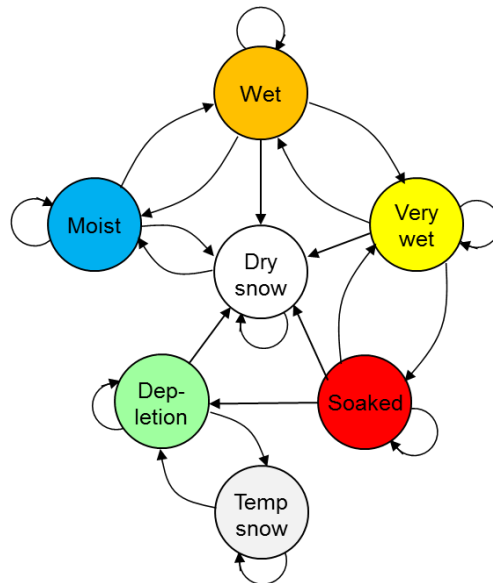 Wet
Moist
Very
wet
Dry
snow
Dep-
letion
Soaked
Temp
snow